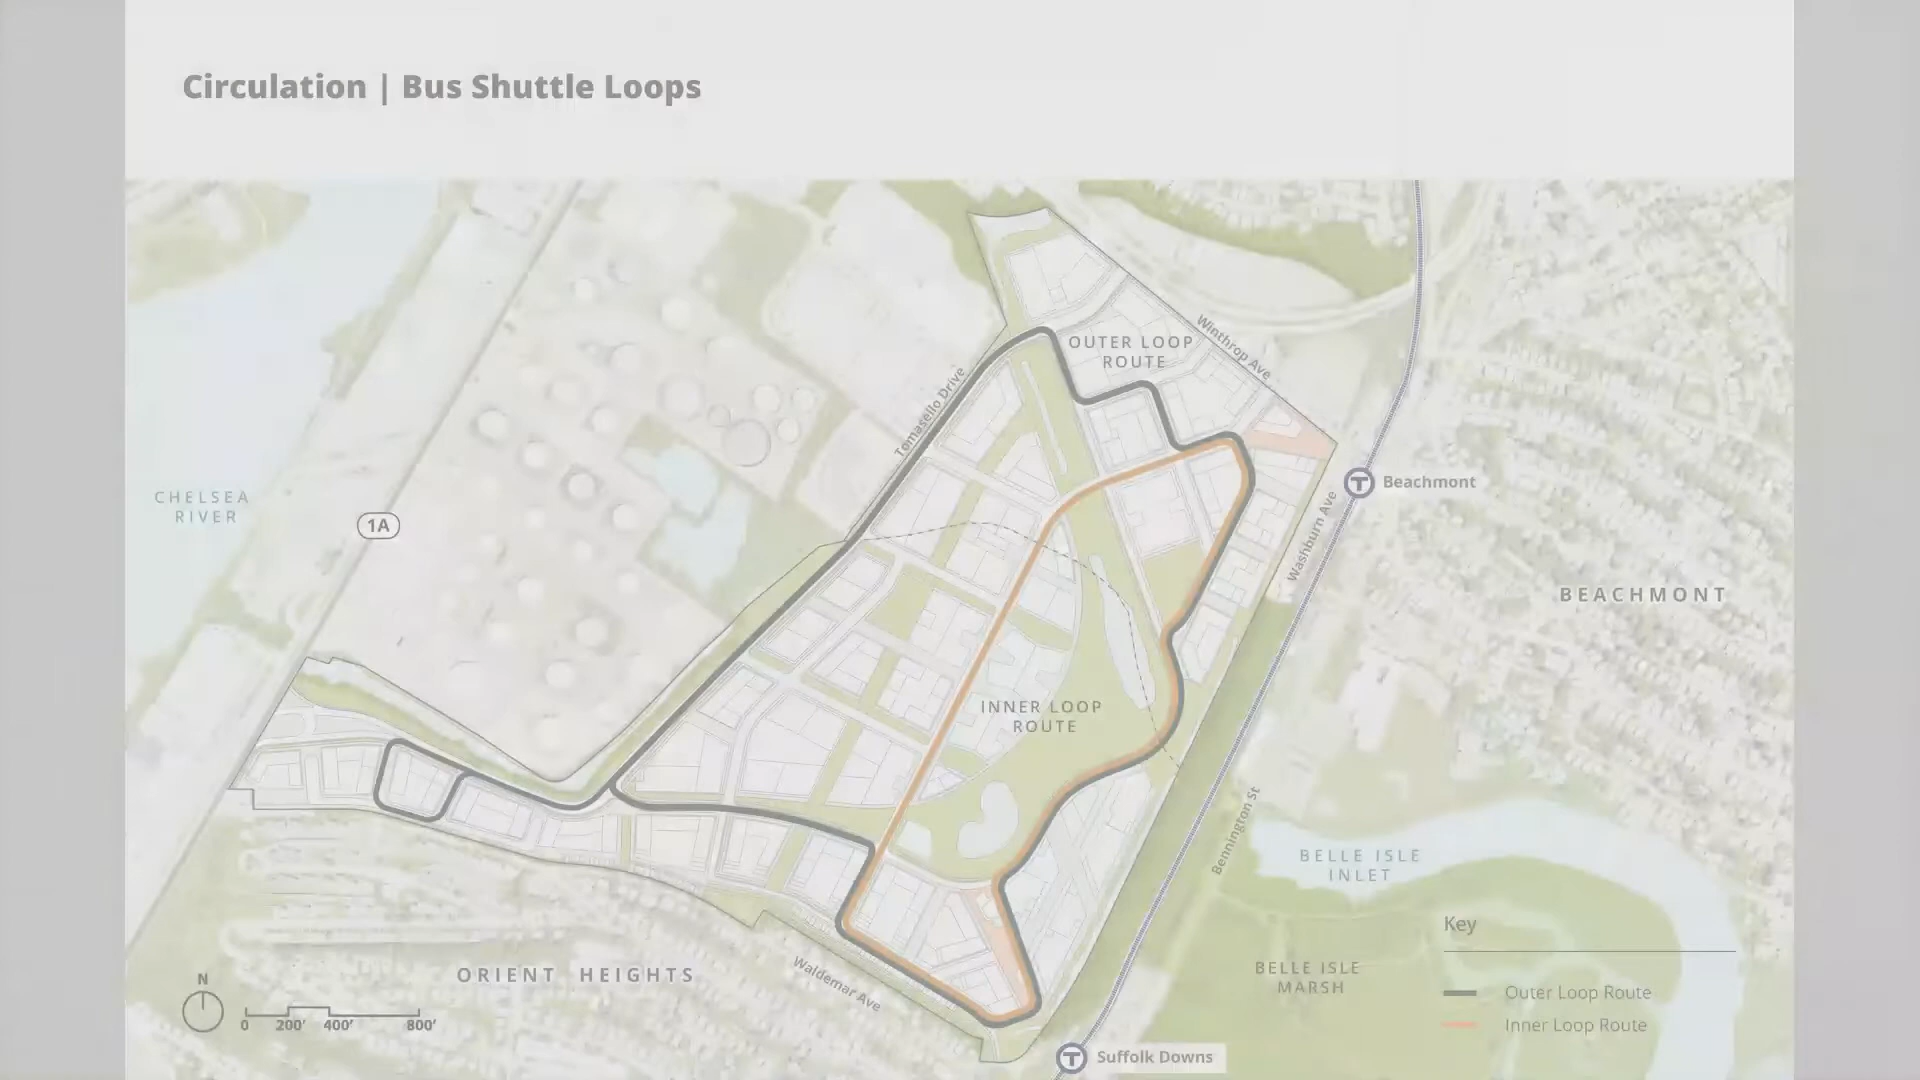 Circulation | Bus Shuttle Loops
OUTER LOOP
ROUTE
Winthrop Ave
Tomasello Drive
CHELSEA
RIVER
1A
T Beachmont
Washburn Ave
BEACHMONT
INNER LOOP
ROUTE
Bennington St
BELLE ISLE
INLET
Key
ORIENT HEIGHTS
Waldemar Ave
BELLE ISLE
MARSH
N
0 200' 400' 800'
Outer Loop Route
Inner Loop Route
T Suffolk Downs